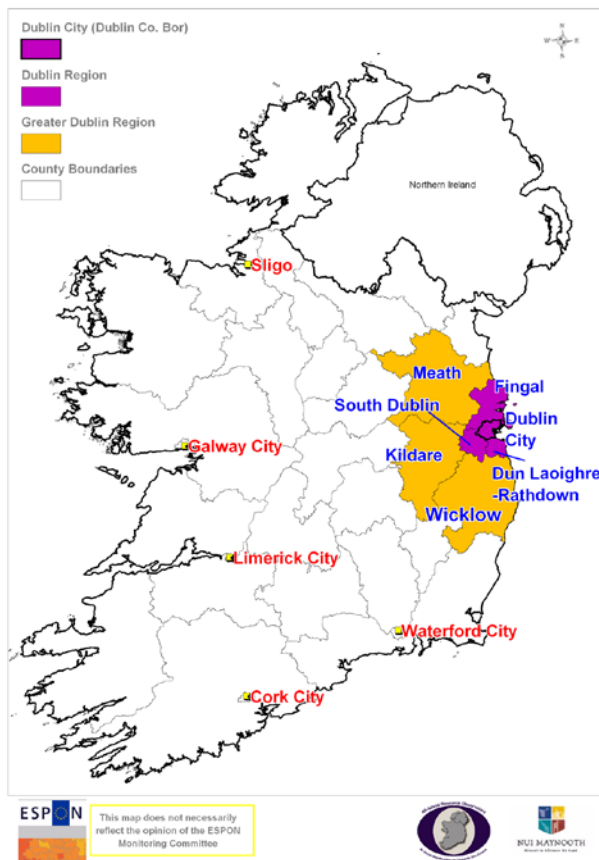 Dublin City (Dublin Co. Bor)
Dublin Region
Greater Dublin Region
County Boundaries
N
W
E
S
Northern Ireland
Sligo
Meath
Fingal
South Dublin
Dublin
City
Galway City
Kildare
Dun Laoighre
-Rathdown
Wicklow
Limerick City
Waterford City
Cork City
ESPON
This map does not necessarily
reflect the opinion of the ESPON
Monitoring Committee
NUI MAYNOOTH